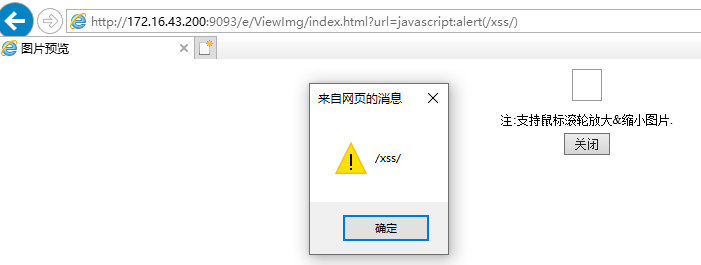 http://172.16.43.200:9093/e/ViewImg/index.html?url=javascript:alert(/xss/)
图片预览
来自网页的消息
/xss/
确定
注:支持鼠标滚轮放大&缩小图片.
关闭